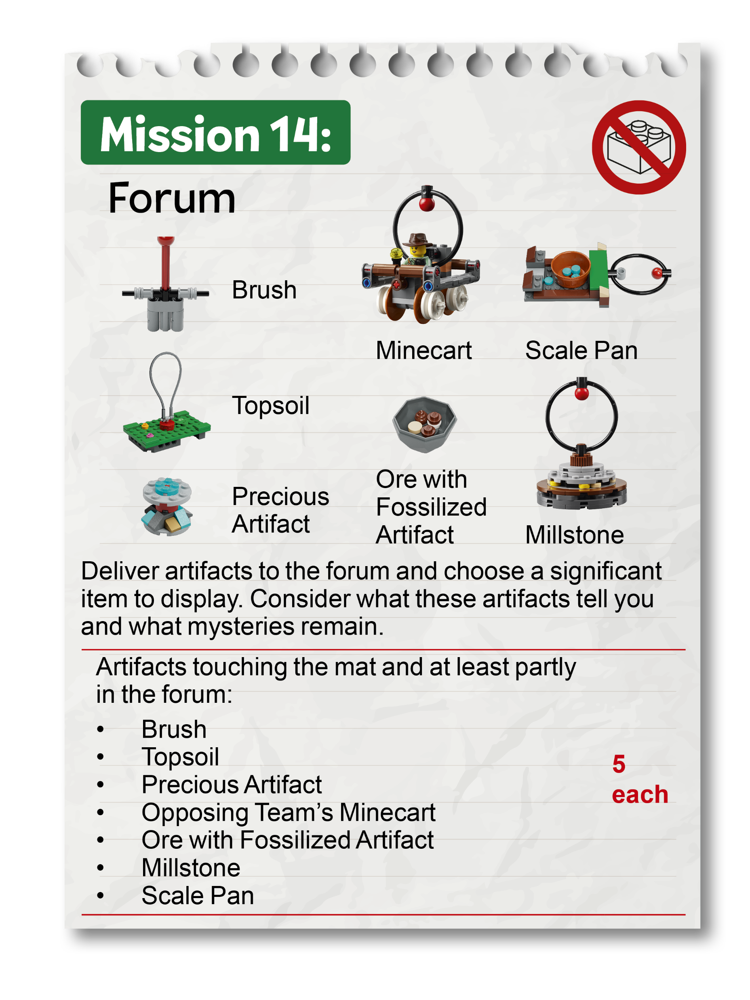 Mission 14:
Forum
Brush
Minecart
Scale Pan
Topsoil
Precious
Artifact
Ore with
Fossilized
Artifact
Millstone
Deliver artifacts to the forum and choose a significant
item to display. Consider what these artifacts tell you
and what mysteries remain.
Artifacts touching the mat and at least partly
in the forum:
• Brush
• Topsoil
• Precious Artifact
• Opposing Team’s Minecart
• Ore with Fossilized Artifact
• Millstone
• Scale Pan
5
each